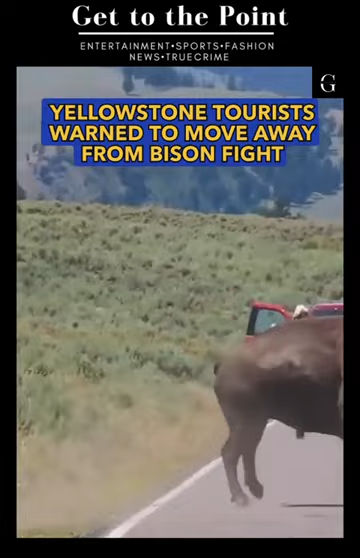 Get to the Point
ENTERTAINMENT•SPORTS•FASHION
NEWS•TRUECRIME
G
YELLOWSTONE TOURISTS
WARNED TO MOVE AWAY
FROM BISON FIGHT